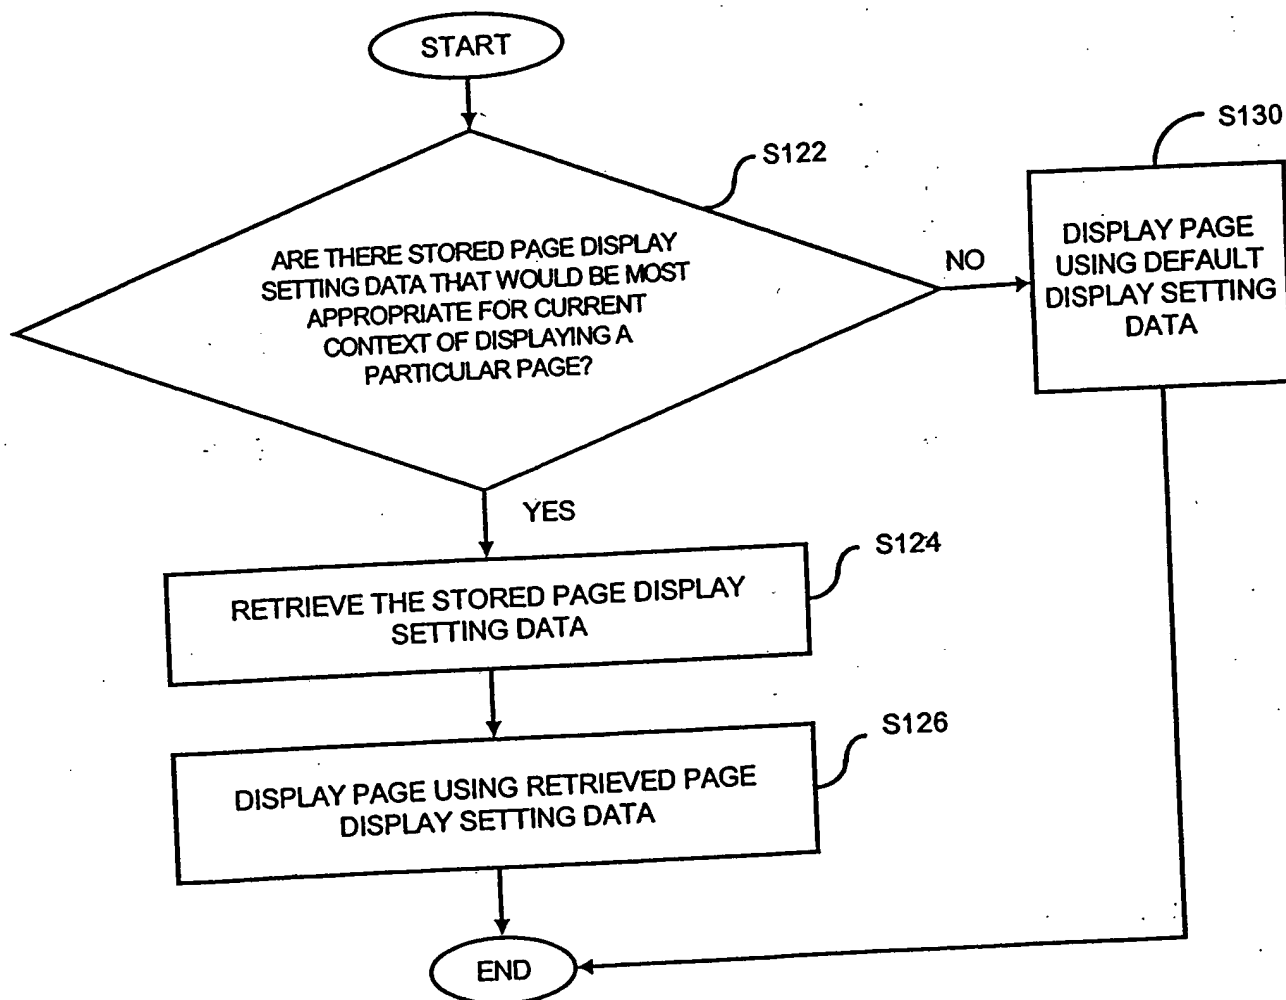 START
S122
S130
ARE THERE STORED PAGE DISPLAY
SETTING DATA THAT WOULD BE MOST
APPROPRIATE FOR CURRENT
CONTEXT OF DISPLAYING A
PARTICULAR PAGE?
NO
DISPLAY PAGE
USING DEFAULT
DISPLAY SETTING
DATA
YES
S124
RETRIEVE THE STORED PAGE DISPLAY
SETTING DATA
S126
DISPLAY PAGE USING RETRIEVED PAGE
DISPLAY SETTING DATA
END